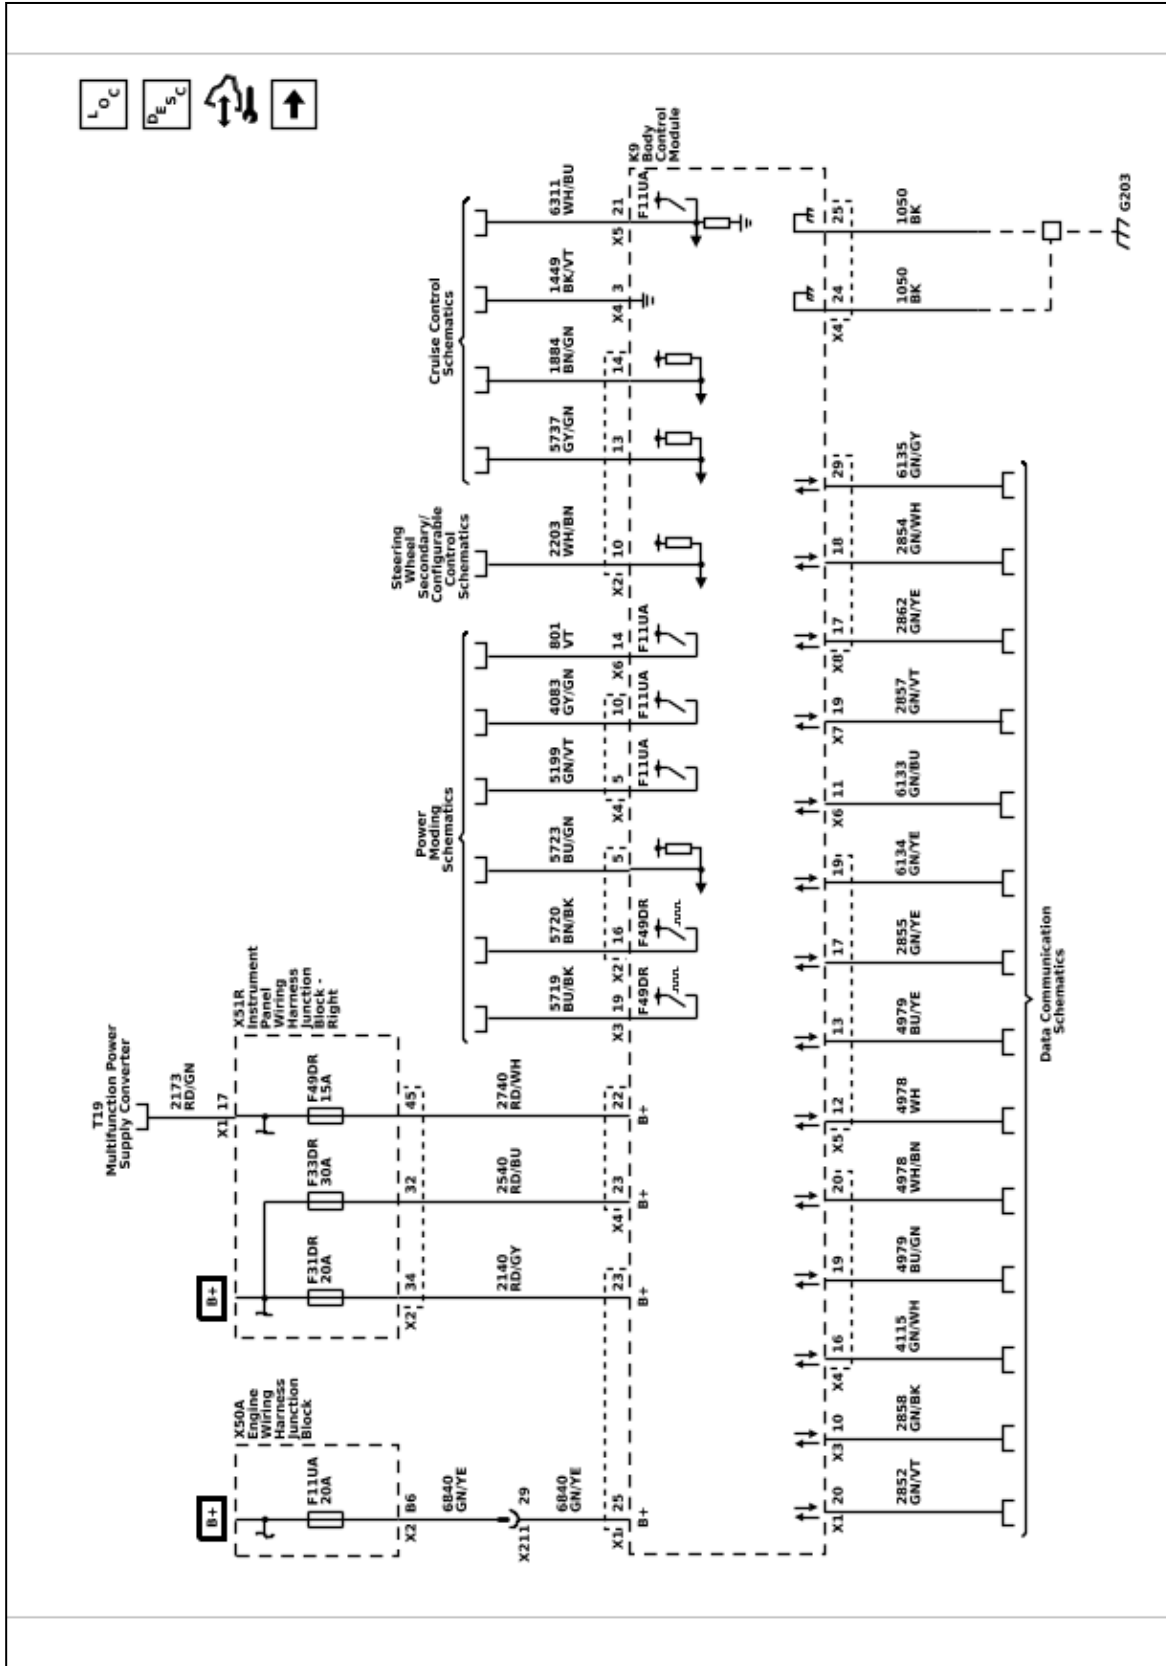 L O C
D E S C
T19
Multifunction Power
Supply Converter
2173
RD/GN
B+
B+
X1 17
X50A
Engine
Wiring
Harness
Junction
Block
X51R
Instrument
Panel
Wiring
Harness
Junction
Block -
Right
F11UA
20A
F31DR
20A
F33DR
30A
F49DR
15A
X2 B6
X2 34
32
45
6840
GN/YE
X211 29
6840
GN/YE
2140
RD/GY
2540
RD/BU
2740
RD/WH
Power
Moding
Schematics
Steering
Wheel
Secondary/
Configurable
Control
Schematics
Cruise Control
Schematics
5719
BU/BK
5720
BN/BK
5723
BU/GN
5199
GN/VT
4083
GY/GN
801
VT
2203
WH/BN
5737
GY/GN
1884
BN/GN
1449
BK/VT
6311
WH/BU
X1 25
23
X4 23
22
X3 19
X2 16
5
X4 5
10
X6 14
X2 10
13
14
X4 3
X5 21
K9
Body
Control
Module
B+
B+
B+
B+
F49DR
F49DR
F11UA
F11UA
F11UA
F11UA
X1 20
X3 10
X4 16
19
20
X5 12
13
17
19
X6 11
X7 19
X8 17
18
29
X4 24
25
2852
GN/VT
2858
GN/BK
4115
GN/WH
4979
BU/GN
4978
WH/BN
4978
WH
4979
BU/YE
2855
GN/YE
6134
GN/YE
6133
GN/BU
2857
GN/VT
2862
GN/YE
2854
GN/WH
6135
GN/GY
1050
BK
1050
BK
Data Communication
Schematics
G203